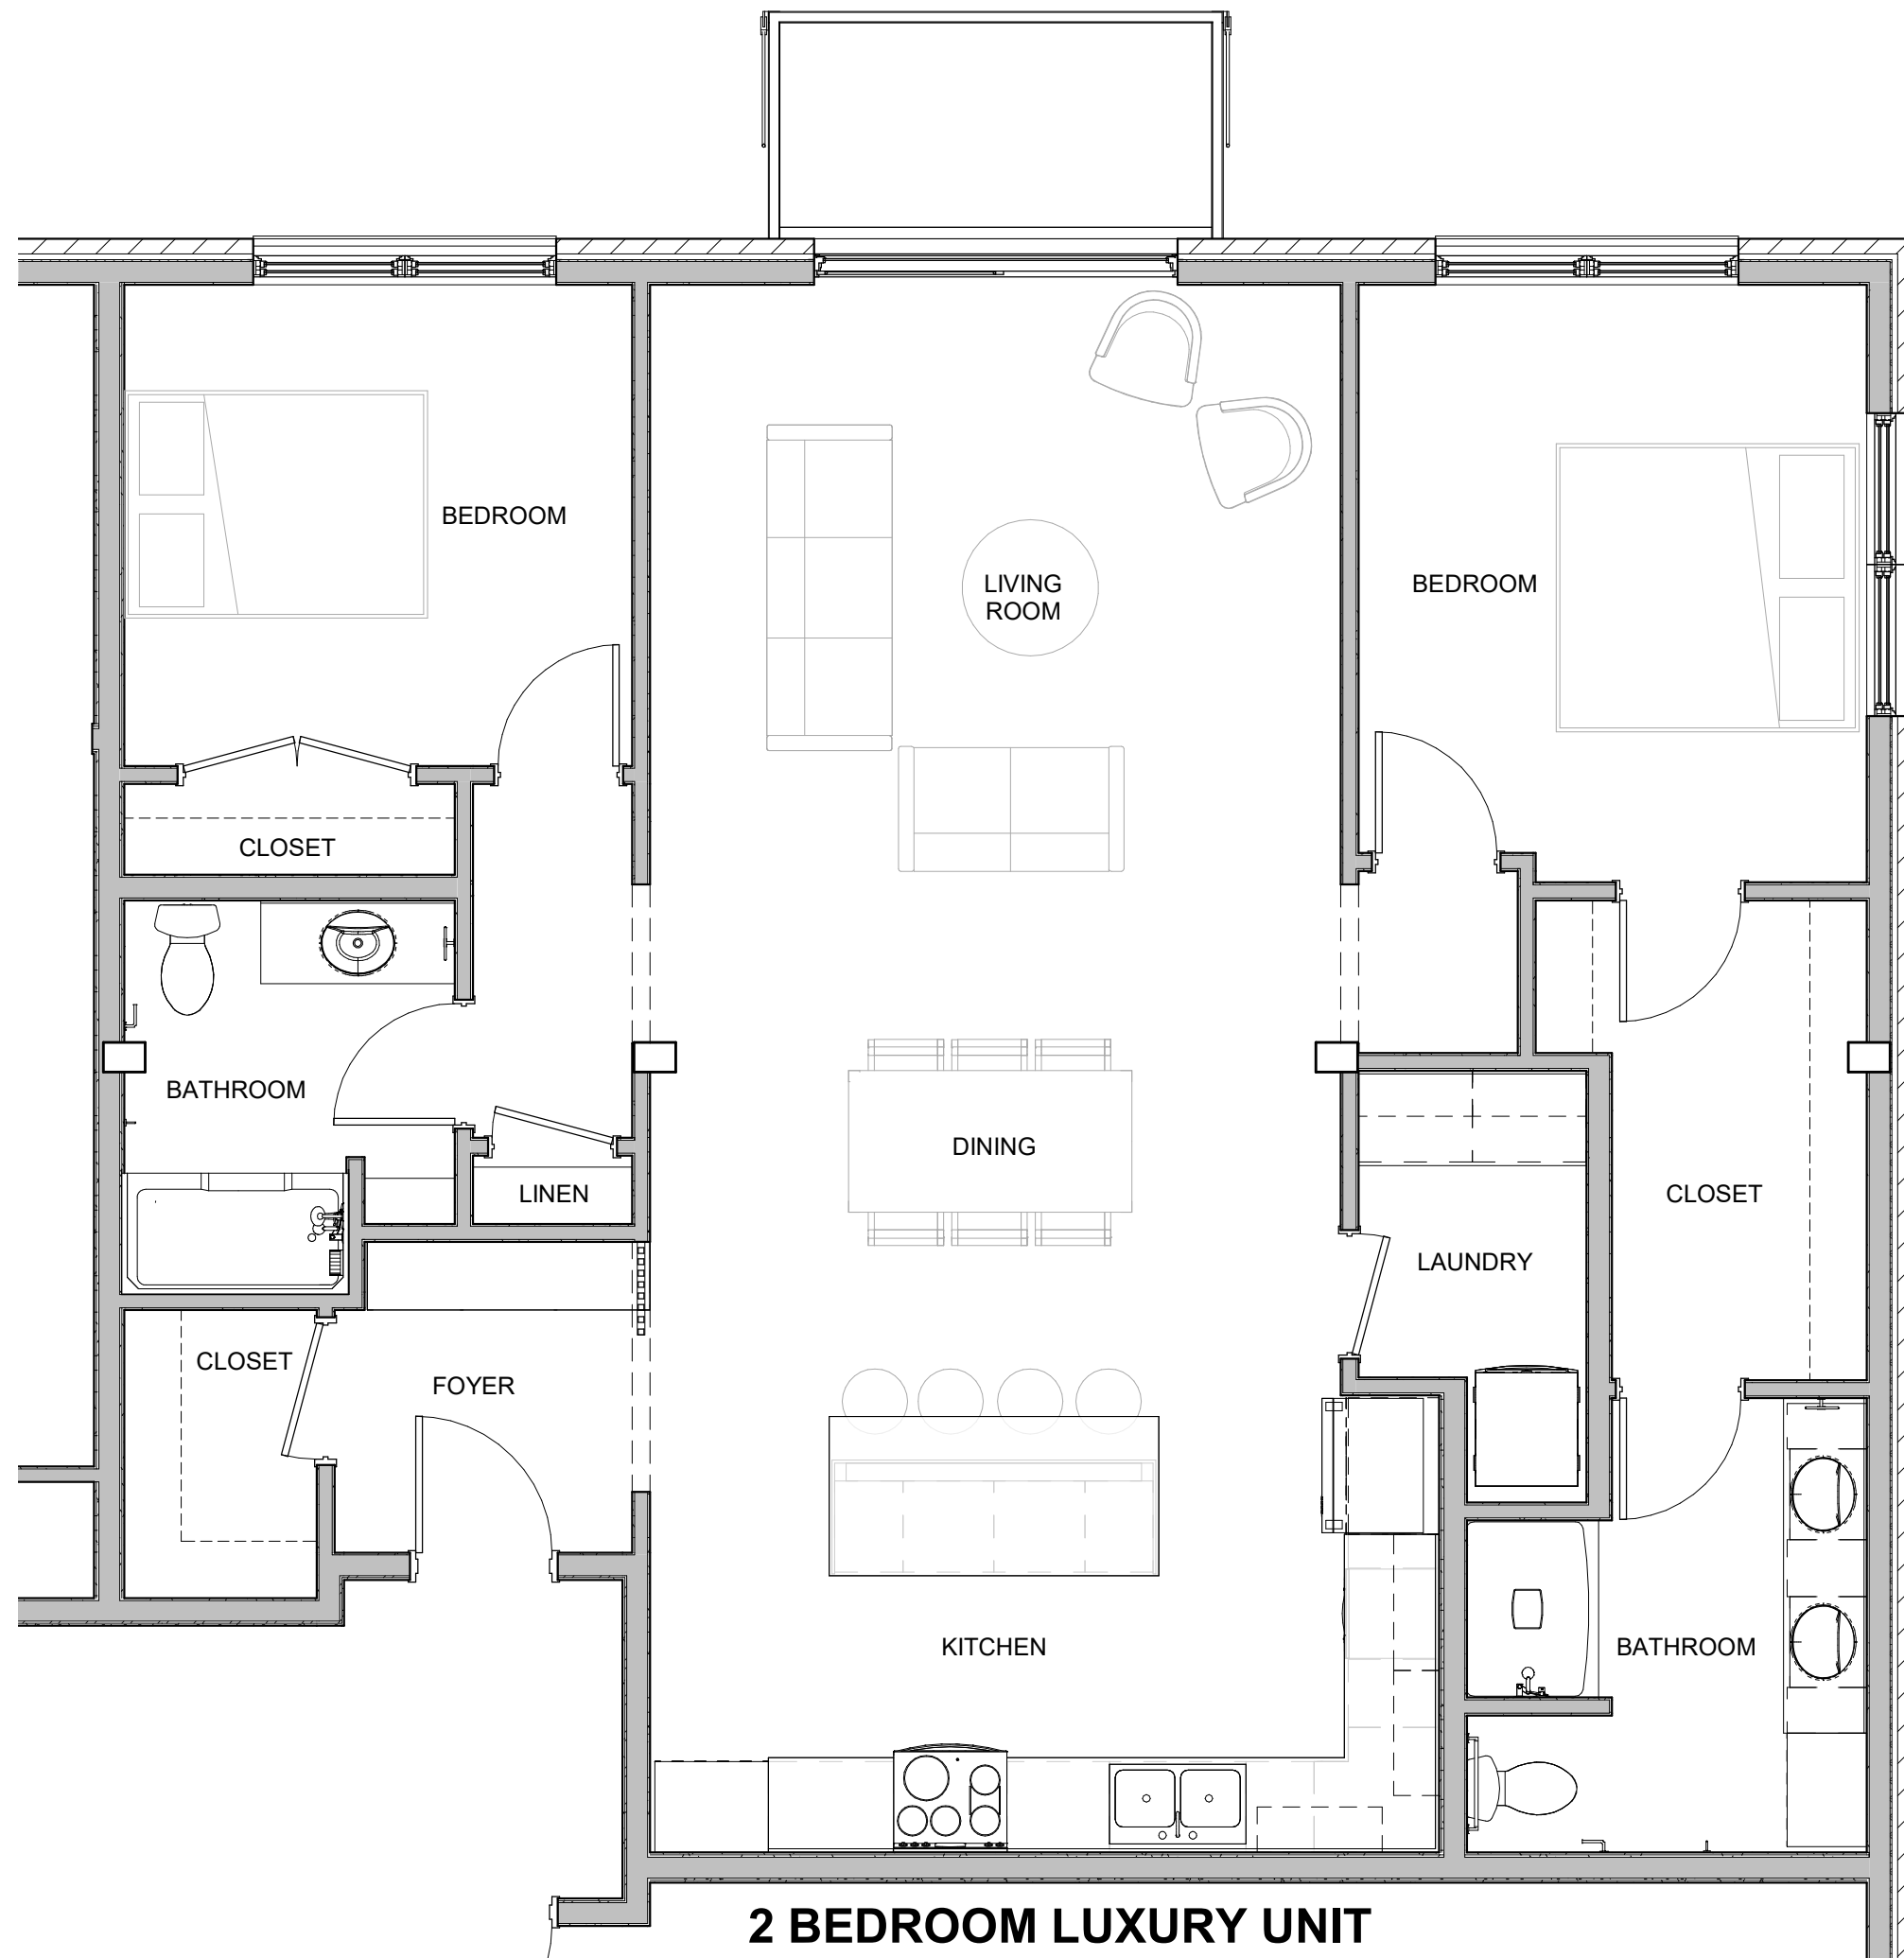 BEDROOM
LIVING
ROOM
BEDROOM
CLOSET
BATHROOM
DINING
LINEN
CLOSET
LAUNDRY
CLOSET
FOYER
KITCHEN
BATHROOM
2 BEDROOM LUXURY UNIT